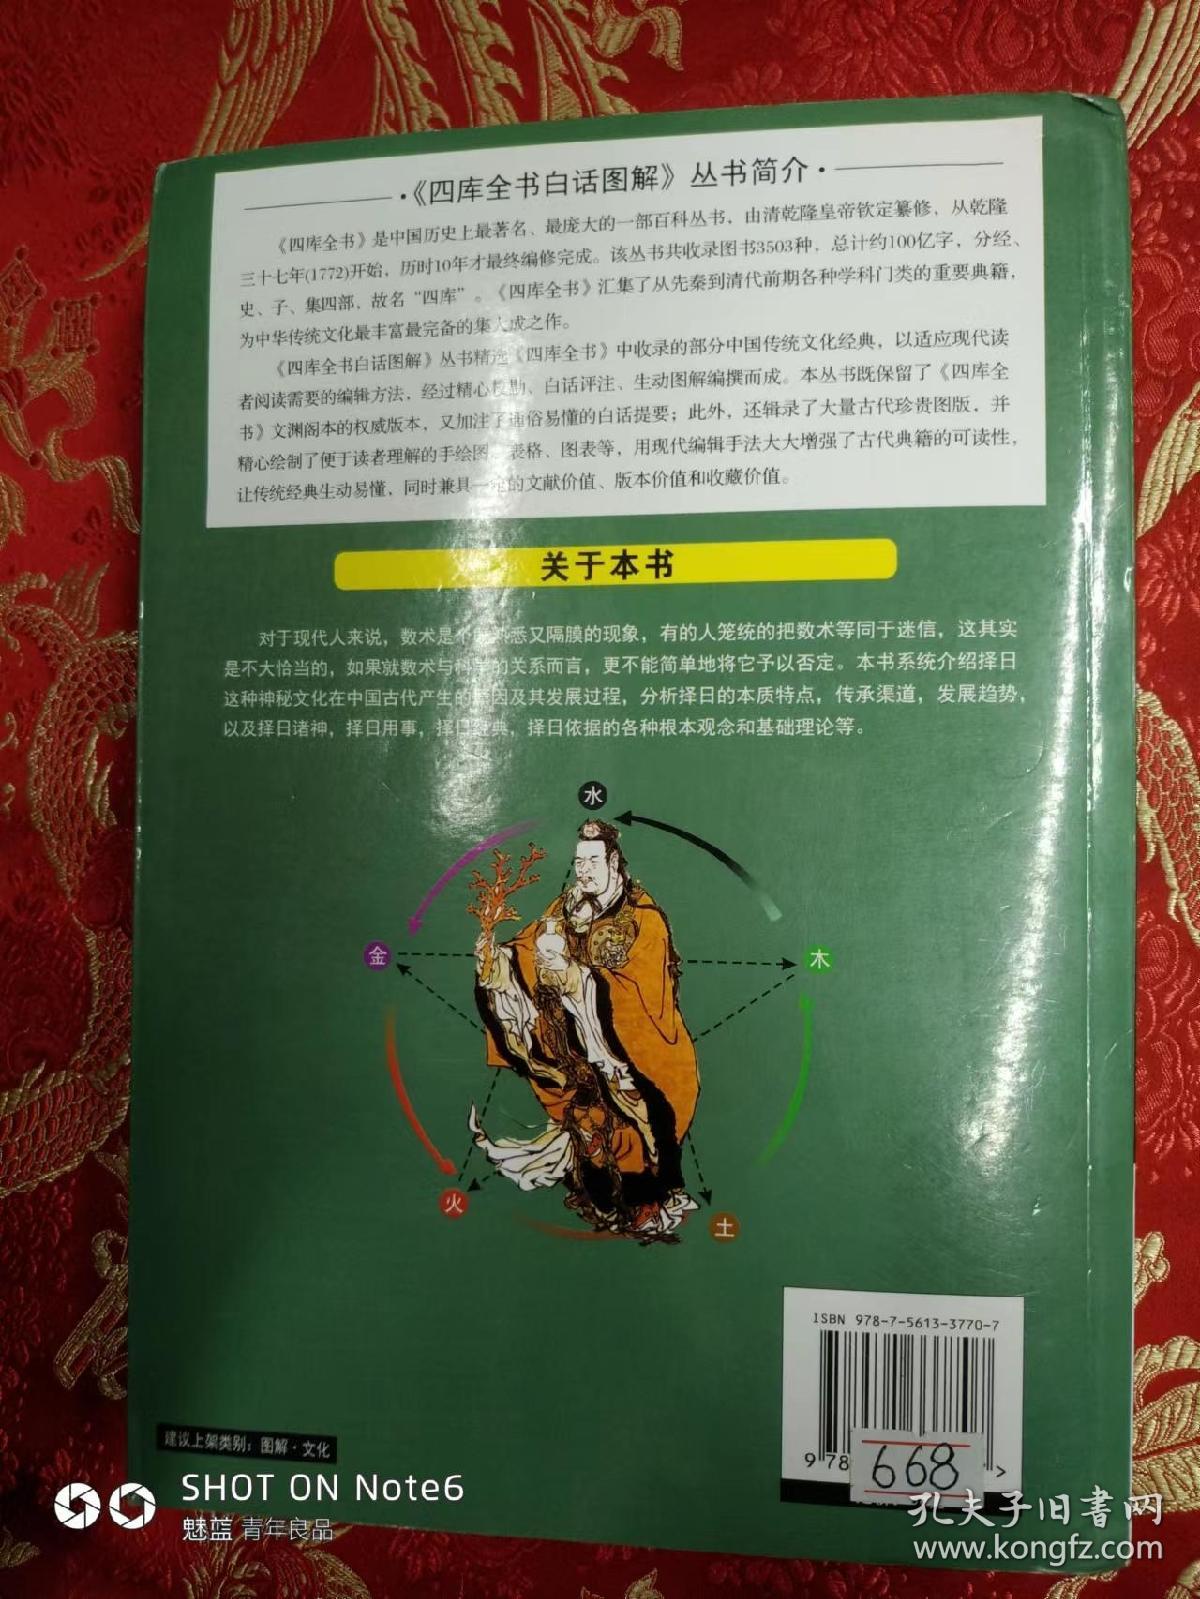 ·《四库全书白话图解》丛书简介·
《四库全书》是中国历史上最著名、最庞大的一部百科丛书，由清乾隆皇帝钦定纂修，从乾隆
三十七年(1772)开始，历时10年才最终编修完成。该丛书共收录图书3503种，总计约100亿字，分经、
史、子、集四部，故名“四库”。《四库全书》汇集了从先秦到清代前期各种学科门类的重要典籍，
为中华传统文化最丰富最完备的集大成之作。
《四库全书白话图解》丛书精选《四库全书》中收录的部分中国传统文化经典，以适应现代读
者阅读需要的编辑方法，经过精心校勘、白话评注、生动图解编撰而成。本丛书既保留了《四库全
书》文渊阁本的权威版本，又加注了通俗易懂的白话提要；此外，还辑录了大量古代珍贵图版，并
精心绘制了便于读者理解的手绘图、表格、图表等，用现代编辑手法大大增强了古代典籍的可读性，
让传统经典生动易懂，同时兼具一定的文献价值、版本价值和收藏价值。
关于本书
对于现代人来说，数术是个既熟悉又隔膜的现象，有的人笼统的把数术等同于迷信，这其实
是不大恰当的，如果就数术与科学的关系而言，更不能简单地将它予以否定。本书系统介绍择日
这种神秘文化在中国古代产生的原因及其发展过程，分析择日的本质特点，传承渠道，发展趋势，
以及择日诸神，择日用事，择日经典，择日依据的各种根本观念和基础理论等。
水
金
木
火
土
ISBN 978-7-5613-3770-7
9 78
>
668
建议上架类别：图解·文化
SHOT ON Note6
魅蓝 青年良品
孔夫子旧书网
www.kongfz.com